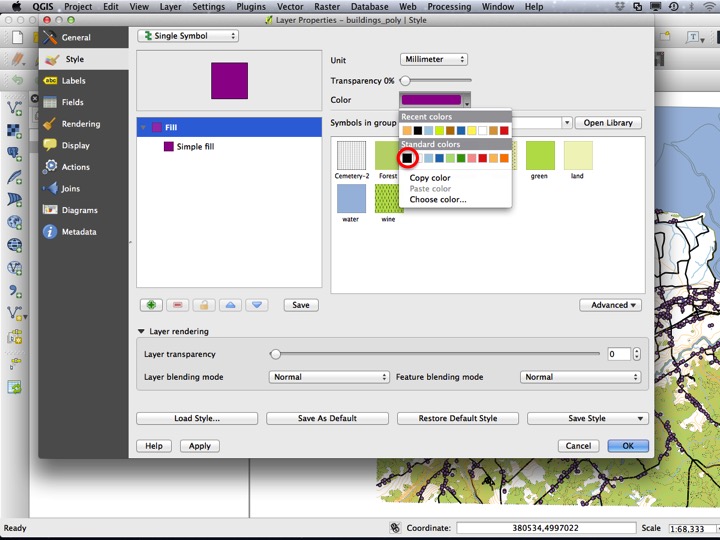 QGIS File Edit View Layer Settings Plugins Vector Raster Database Web Processing Window Help
Layer Properties - buildings_poly | Style
General
Style
Labels
Fields
Rendering
Display
Actions
Joins
Diagrams
Metadata
Single Symbol
Fill
Simple fill
Save
Unit
Millimeter
Transparency 0%
Color
Symbols in group
Open Library
Recent colors
Standard colors
Copy color
Paste color
Choose color...
Cemetery-2
Forest
green
land
water
wine
Advanced
Layer rendering
Layer transparency
0
Layer blending mode
Normal
Feature blending mode
Normal
Load Style...
Save As Default
Restore Default Style
Save Style
Help
Apply
Cancel
OK
Ready
Coordinate:
380534,4997022
Scale
1:68,333